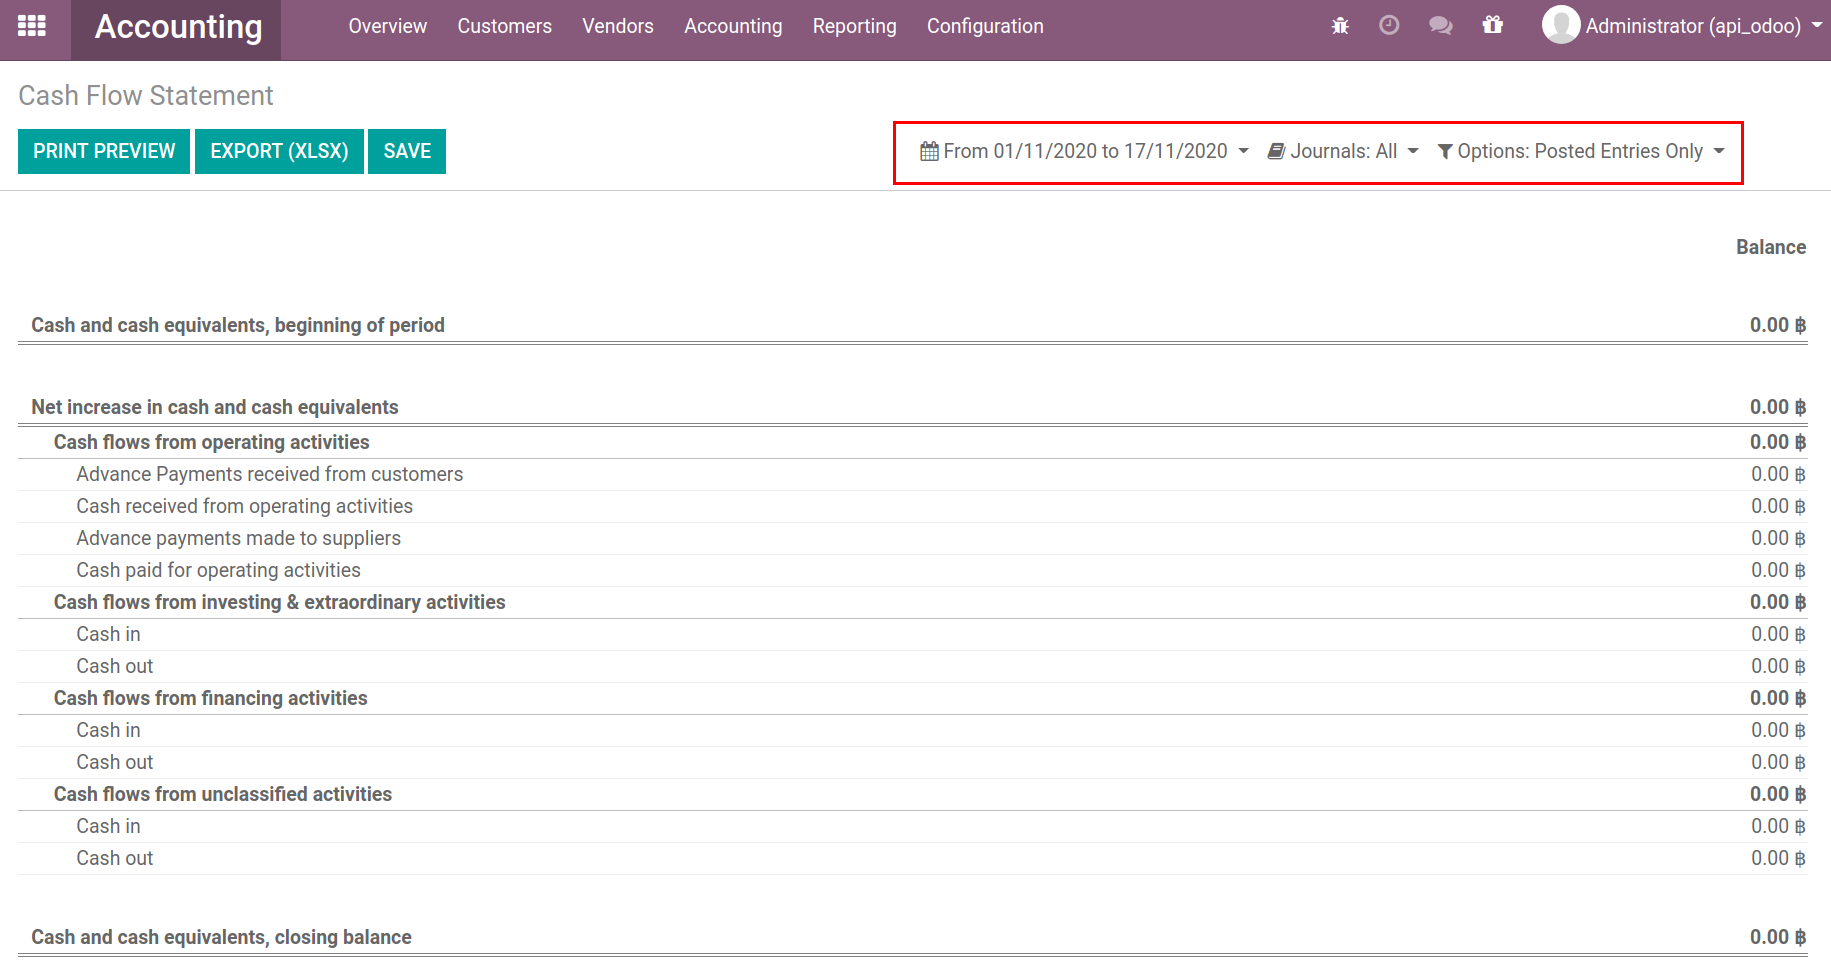 Accounting Overview Customers Vendors Accounting Reporting Configuration Administrator (api_odoo)
Cash Flow Statement
PRINT PREVIEW EXPORT (XLSX) SAVE From 01/11/2020 to 17/11/2020 Journals: All Options: Posted Entries Only
Balance
Cash and cash equivalents, beginning of period 0.00 ฿
Net increase in cash and cash equivalents 0.00 ฿
Cash flows from operating activities 0.00 ฿
Advance Payments received from customers 0.00 ฿
Cash received from operating activities 0.00 ฿
Advance payments made to suppliers 0.00 ฿
Cash paid for operating activities 0.00 ฿
Cash flows from investing & extraordinary activities 0.00 ฿
Cash in 0.00 ฿
Cash out 0.00 ฿
Cash flows from financing activities 0.00 ฿
Cash in 0.00 ฿
Cash out 0.00 ฿
Cash flows from unclassified activities 0.00 ฿
Cash in 0.00 ฿
Cash out 0.00 ฿
Cash and cash equivalents, closing balance 0.00 ฿